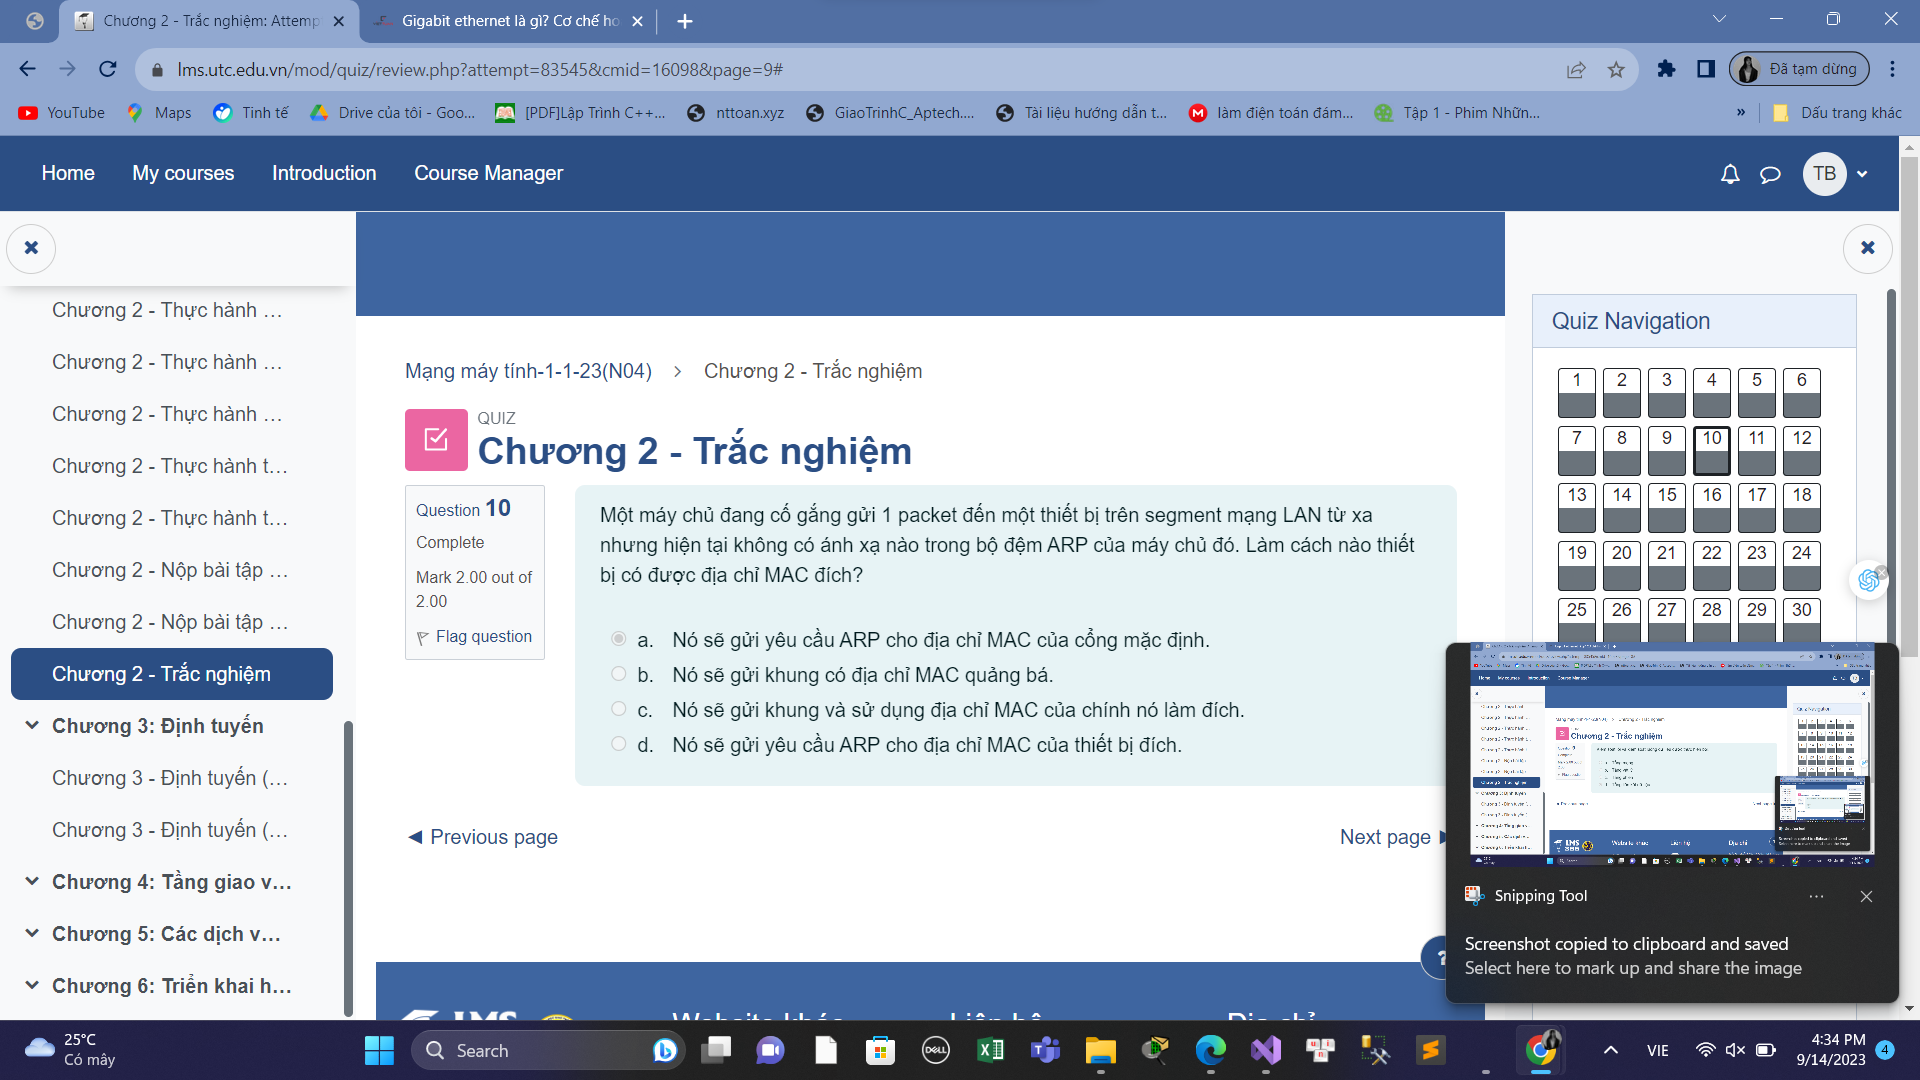 Chương 2 - Trắc nghiệm: Attemp
Gigabit ethernet là gì? Cơ chế ho
lms.utc.edu.vn/mod/quiz/review.php?attempt=83545&cmid=16098&page=9#
Đã tạm dừng
YouTube
Maps
Tinh tế
Drive của tôi - Goo...
[PDF]Lập Trình C++...
nttoan.xyz
GiaoTrinhC_Aptech....
Tài liệu hướng dẫn t...
làm điện toán đám...
Tập 1 - Phim Nhữn...
»
Dấu trang khác
Home
My courses
Introduction
Course Manager
TB
Chương 2 - Thực hành ...
Chương 2 - Thực hành ...
Chương 2 - Thực hành ...
Chương 2 - Thực hành t...
Chương 2 - Thực hành t...
Chương 2 - Nộp bài tập ...
Chương 2 - Nộp bài tập ...
Chương 2 - Trắc nghiệm
Chương 3: Định tuyến
Chương 3 - Định tuyến (...
Chương 3 - Định tuyến (...
Chương 4: Tầng giao v...
Chương 5: Các dịch v...
Chương 6: Triển khai h...
Mạng máy tính-1-1-23(N04) > Chương 2 - Trắc nghiệm
QUIZ
Chương 2 - Trắc nghiệm
Question 10
Complete
Mark 2.00 out of
2.00
Flag question
Một máy chủ đang cố gắng gửi 1 packet đến một thiết bị trên segment mạng LAN từ xa
nhưng hiện tại không có ánh xạ nào trong bộ đệm ARP của máy chủ đó. Làm cách nào thiết
bị có được địa chỉ MAC đích?
a. Nó sẽ gửi yêu cầu ARP cho địa chỉ MAC của cổng mặc định.
b. Nó sẽ gửi khung có địa chỉ MAC quảng bá.
c. Nó sẽ gửi khung và sử dụng địa chỉ MAC của chính nó làm đích.
d. Nó sẽ gửi yêu cầu ARP cho địa chỉ MAC của thiết bị đích.
◄ Previous page
Next page
Quiz Navigation
1 2 3 4 5 6
7 8 9 10 11 12
13 14 15 16 17 18
19 20 21 22 23 24
25 26 27 28 29 30
Chương 2 - Trắc nghiệm
Snipping Tool
Screenshot copied to clipboard and saved
Select here to mark up and share the image
LMS
Website khác
Liên hệ
Địa chỉ
25°C
Có mây
Search
DELL
VIE
4:34 PM
9/14/2023
4